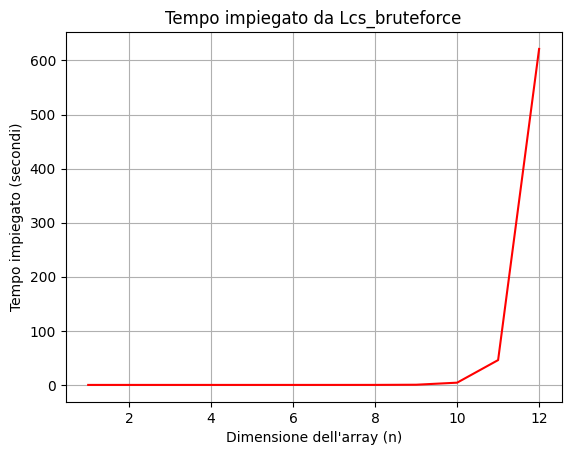 Tempo impiegato da Lcs_bruteforce
600
500
400
300
200
100
0
Tempo impiegato (secondi)
2 4 6 8 10 12
Dimensione dell'array (n)